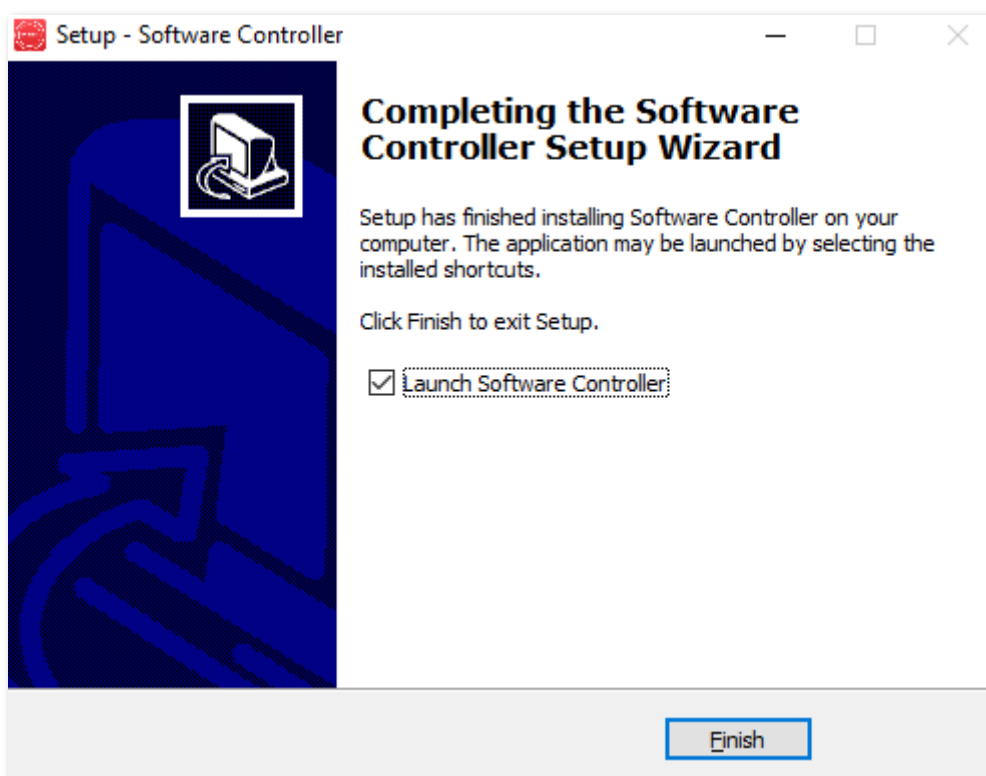 Setup - Software Controller
Completing the Software
Controller Setup Wizard
Setup has finished installing Software Controller on your
computer. The application may be launched by selecting the
installed shortcuts.
Click Finish to exit Setup.
Launch Software Controller
Finish